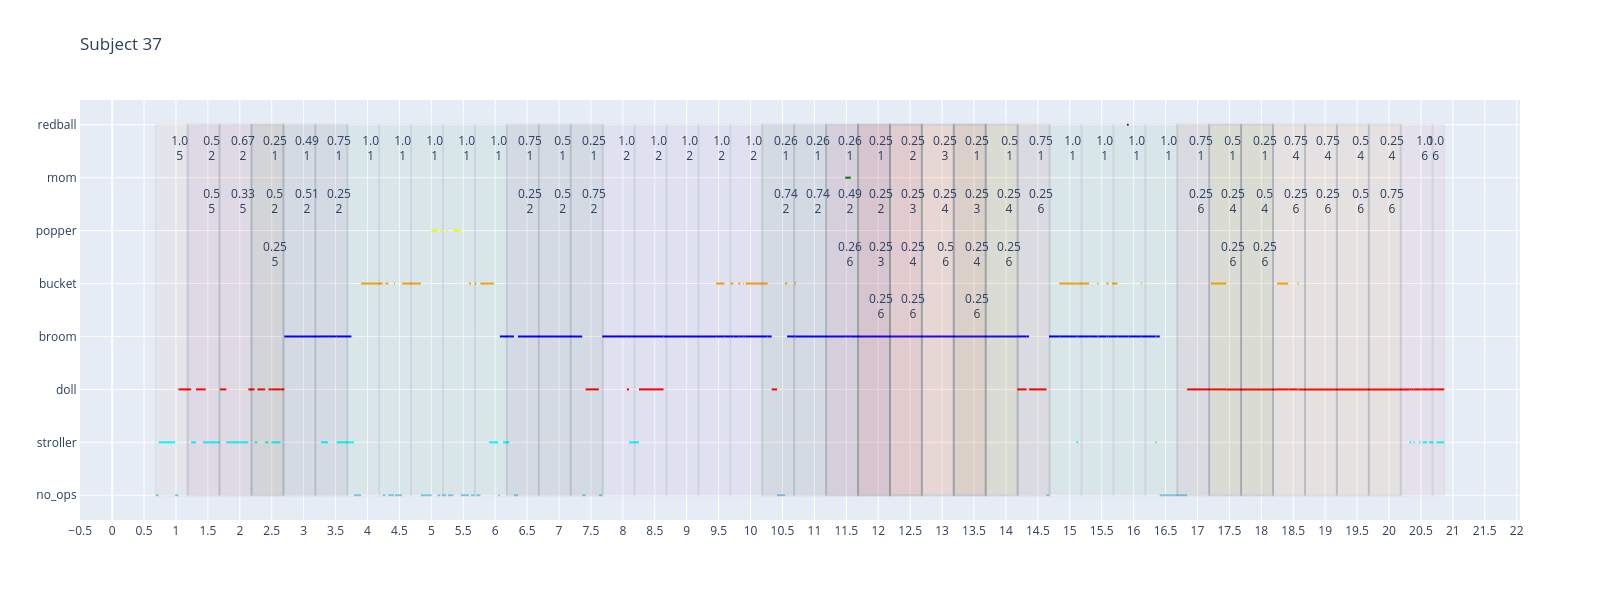 Subject 37
redball
1.0 0.5 0.67 0.25 0.49 0.75 1.0 1.0 1.0 1.0 1.0 0.75 0.5 0.25 1.0 1.0 1.0 1.0 1.0 0.26 0.26 0.26 0.25 0.25 0.25 0.25 0.5 0.75 1.0 1.0 1.0 1.0 0.75 0.5 0.25 0.75 0.75 0.5 0.25 1.0 1.0
5 2 2 1 1 1 1 1 1 1 1 1 1 1 2 2 2 2 2 1 1 1 1 2 3 1 1 1 1 1 1 1 1 1 1 4 4 4 4 6 6
mom
0.5 0.33 0.5 0.51 0.25 0.25 0.5 0.75 0.74 0.74 0.49 0.25 0.25 0.25 0.25 0.25 0.25 0.25 0.25 0.5 0.25 0.25 0.5 0.75
5 5 2 2 2 2 2 2 2 2 2 2 3 4 3 4 6 6 4 4 6 6 6 6
popper
0.25 0.26 0.25 0.25 0.5 0.25 0.25 0.25 0.25
5 6 3 4 6 4 6 6 6
bucket
0.25 0.25 0.25
6 6 6
broom
doll
stroller
no_ops
−0.5 0 0.5 1 1.5 2 2.5 3 3.5 4 4.5 5 5.5 6 6.5 7 7.5 8 8.5 9 9.5 10 10.5 11 11.5 12 12.5 13 13.5 14 14.5 15 15.5 16 16.5 17 17.5 18 18.5 19 19.5 20 20.5 21 21.5 22